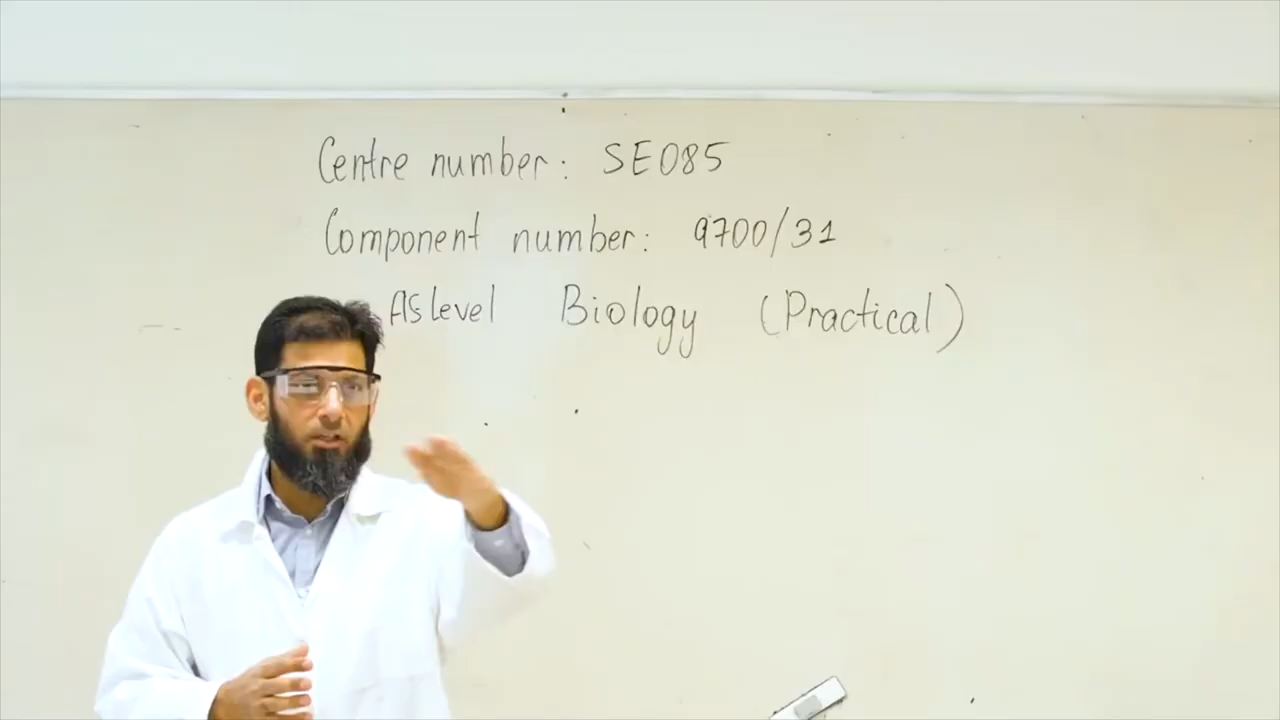 Centre number: SE085
Component number: 9700/31
AS Level Biology (Practical)